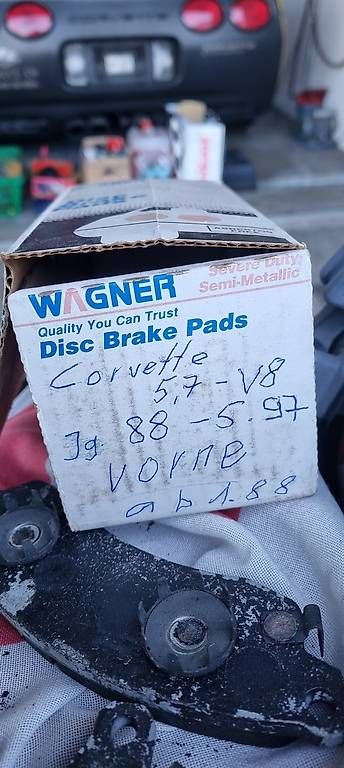 WAGNER
Severe Duty,
Semi-Metallic
Quality You Can Trust
Disc Brake Pads
Corvette
5,7 - V8
Jg. 88 - 5.97
vorne
ab 1.88